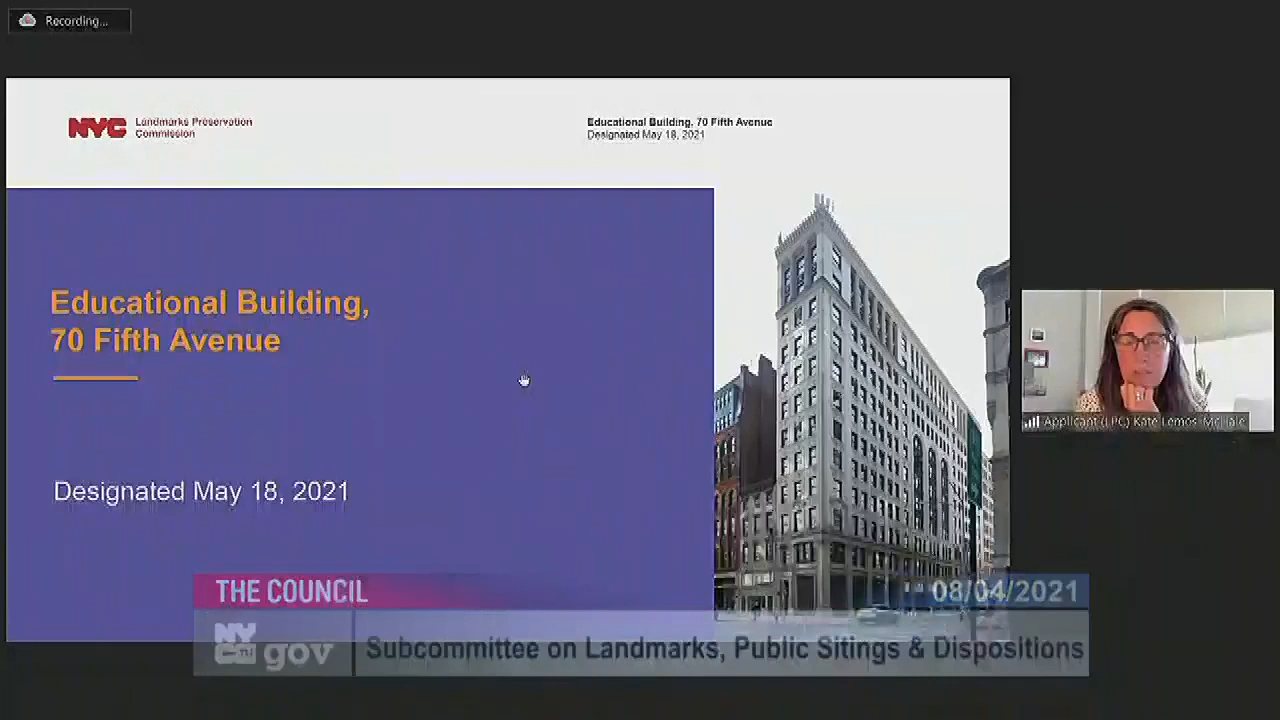 Recording...
NYC
Landmarks Preservation
Commission
Educational Building, 70 Fifth Avenue
Designated May 18, 2021
Educational Building,
70 Fifth Avenue
Designated May 18, 2021
Applicant (LPC) Kate Lemos McHale
THE COUNCIL
08/04/2021
NYC gov
Subcommittee on Landmarks, Public Sitings & Dispositions